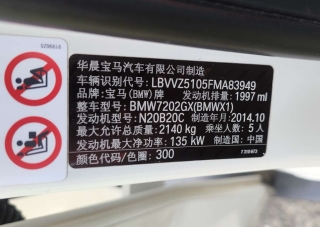 华晨宝马汽车有限公司制造
车辆识别代号: LBVVZ5105FMA83949
品牌: 宝马(BMW)牌 发动机排量: 1997 ml
整车型号: BMW7202GX(BMWX1)
发动机型号: N20B20C 制造年月: 2014.10
最大允许总质量: 2140 kg 乘坐人数: 5人
发动机最大净功率: 135 kW 制造国: 中国
颜色代码/色圈: 300